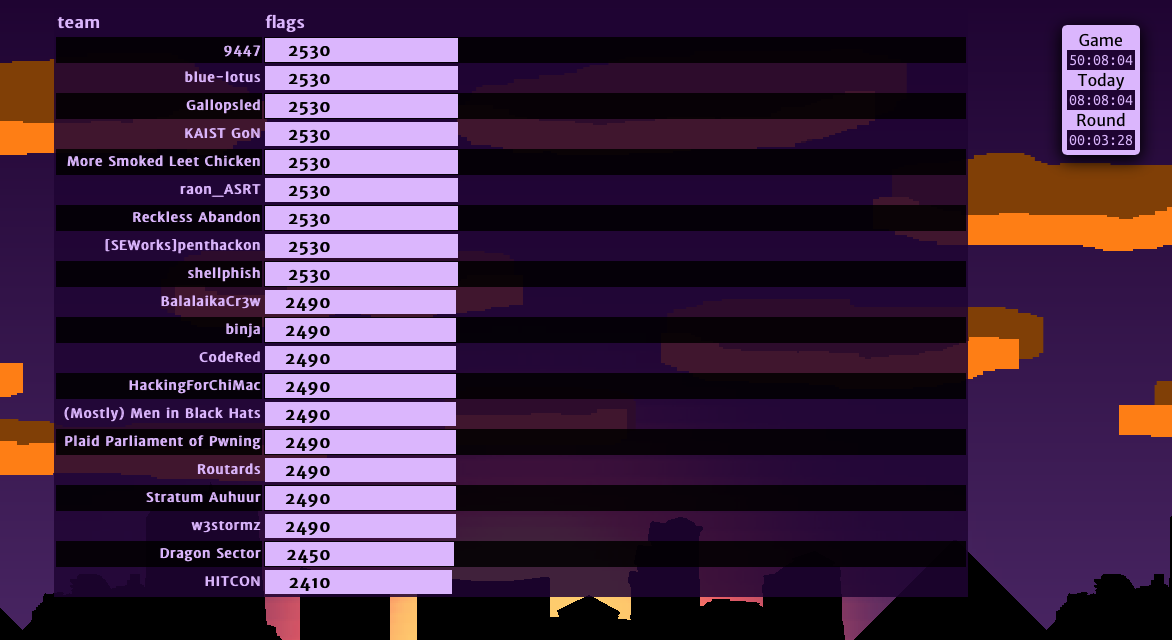 team flags
9447 2530
blue-lotus 2530
Gallopsled 2530
KAIST GoN 2530
More Smoked Leet Chicken 2530
raon_ASRT 2530
Reckless Abandon 2530
[SEWorks]penthackon 2530
shellphish 2530
BalalaikaCr3w 2490
binja 2490
CodeRed 2490
HackingForChiMac 2490
(Mostly) Men in Black Hats 2490
Plaid Parliament of Pwning 2490
Routards 2490
Stratum Auhuur 2490
w3stormz 2490
Dragon Sector 2450
HITCON 2410
Game
50:08:04
Today
08:08:04
Round
00:03:28